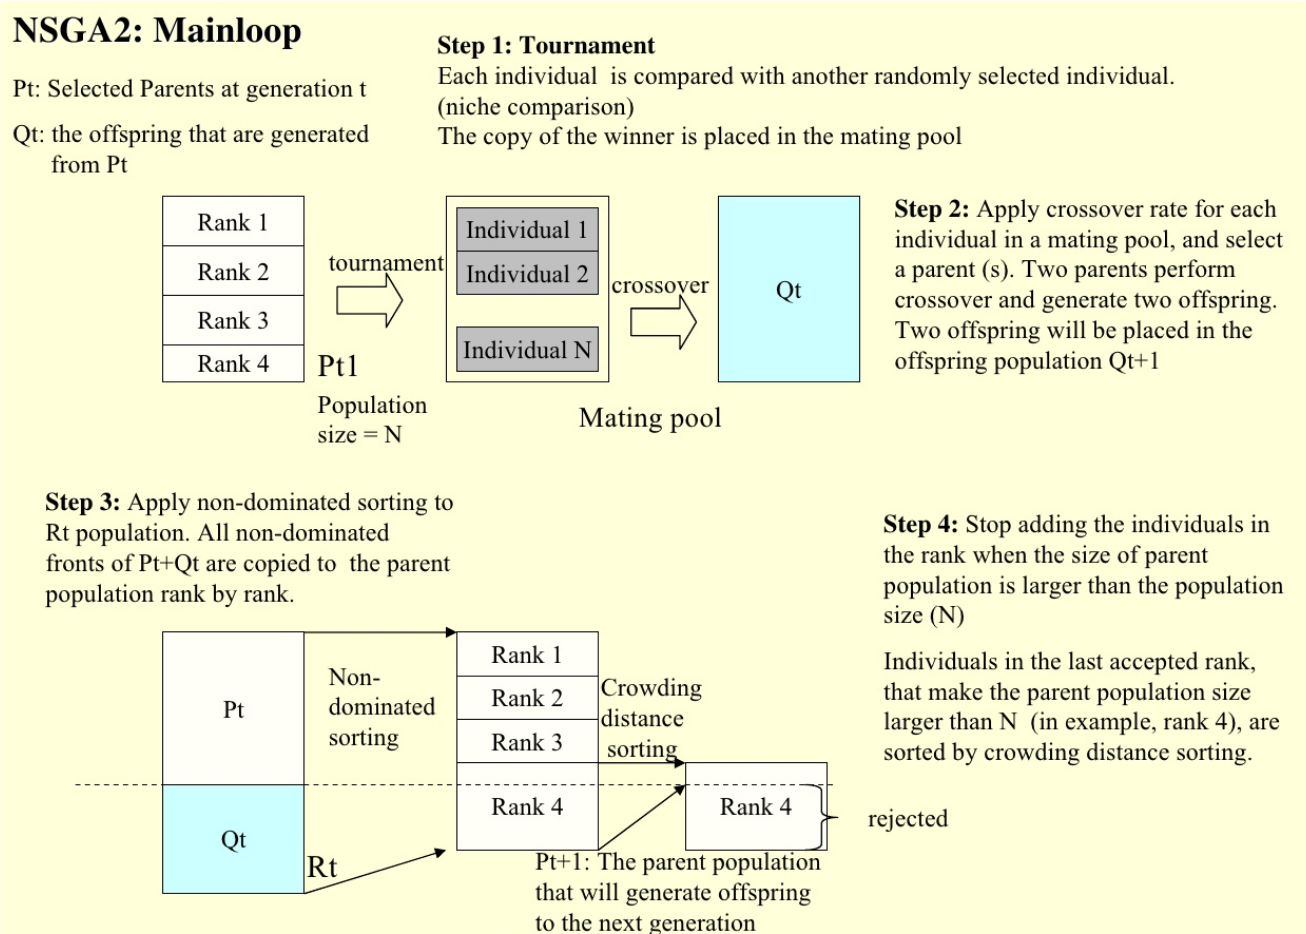 NSGA2: Mainloop
Pt: Selected Parents at generation t
Qt: the offspring that are generated
from Pt
Step 1: Tournament
Each individual  is compared with another randomly selected individual.
(niche comparison)
The copy of the winner is placed in the mating pool
Rank 1
Rank 2
Rank 3
Rank 4
Pt1
Population
size = N
tournament
Individual 1
Individual 2
Individual N
Mating pool
crossover
Qt
Step 2: Apply crossover rate for each
individual in a mating pool, and select
a parent (s). Two parents perform
crossover and generate two offspring.
Two offspring will be placed in the
offspring population Qt+1
Step 3: Apply non-dominated sorting to
Rt population. All non-dominated
fronts of Pt+Qt are copied to  the parent
population rank by rank.
Pt
Qt
Rt
Non-
dominated
sorting
Rank 1
Rank 2
Rank 3
Rank 4
Crowding
distance
sorting
Rank 4
rejected
Pt+1: The parent population
that will generate offspring
to the next generation
Step 4: Stop adding the individuals in
the rank when the size of parent
population is larger than the population
size (N)
Individuals in the last accepted rank,
that make the parent population size
larger than N  (in example, rank 4), are
sorted by crowding distance sorting.